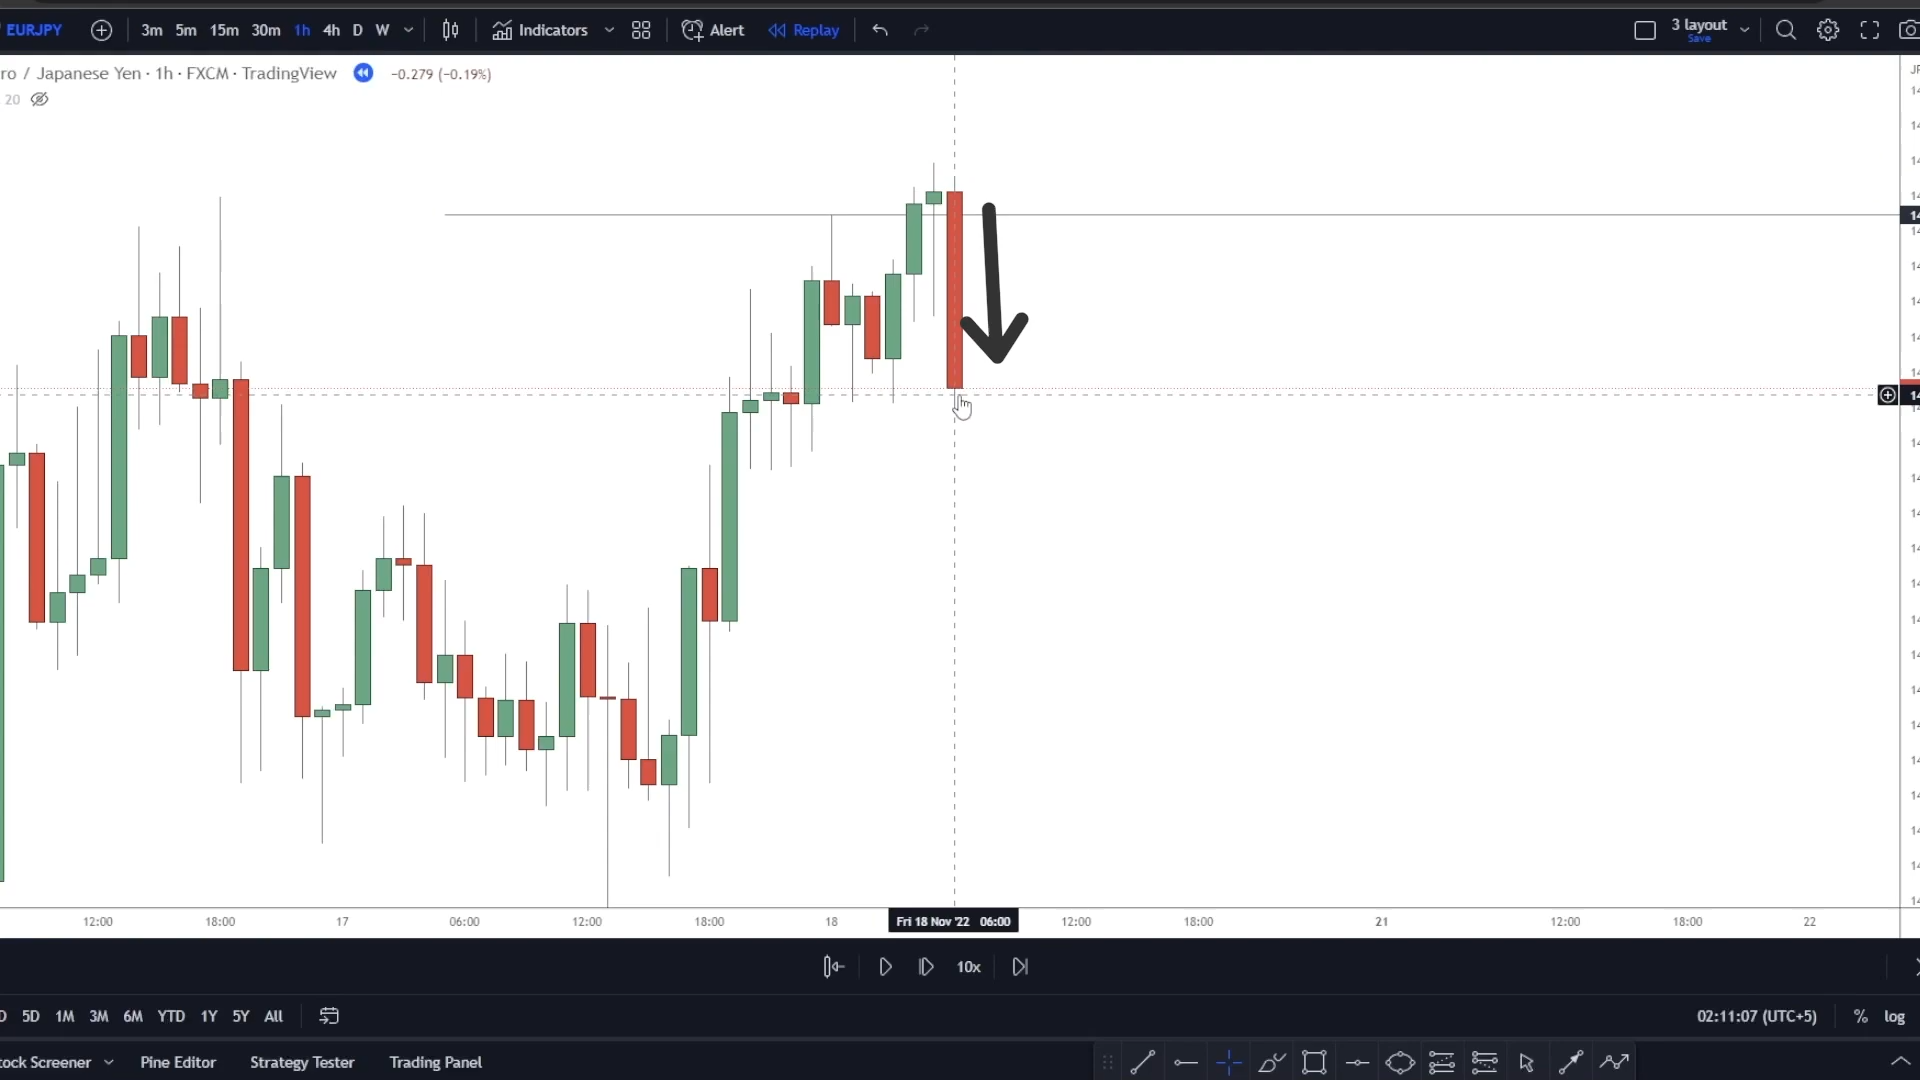 EURJPY 3m 5m 15m 30m 1h 4h D W Indicators Alert Replay 3 layout
Save
ro / Japanese Yen · 1h · FXCM · TradingView −0.279 (−0.19%)
20
12:00 18:00 17 06:00 12:00 18:00 18 Fri 18 Nov '22 06:00 12:00 18:00 21 12:00 18:00 22
10x
D 5D 1M 3M 6M YTD 1Y 5Y All 02:11:07 (UTC+5) % log
tock Screener Pine Editor Strategy Tester Trading Panel